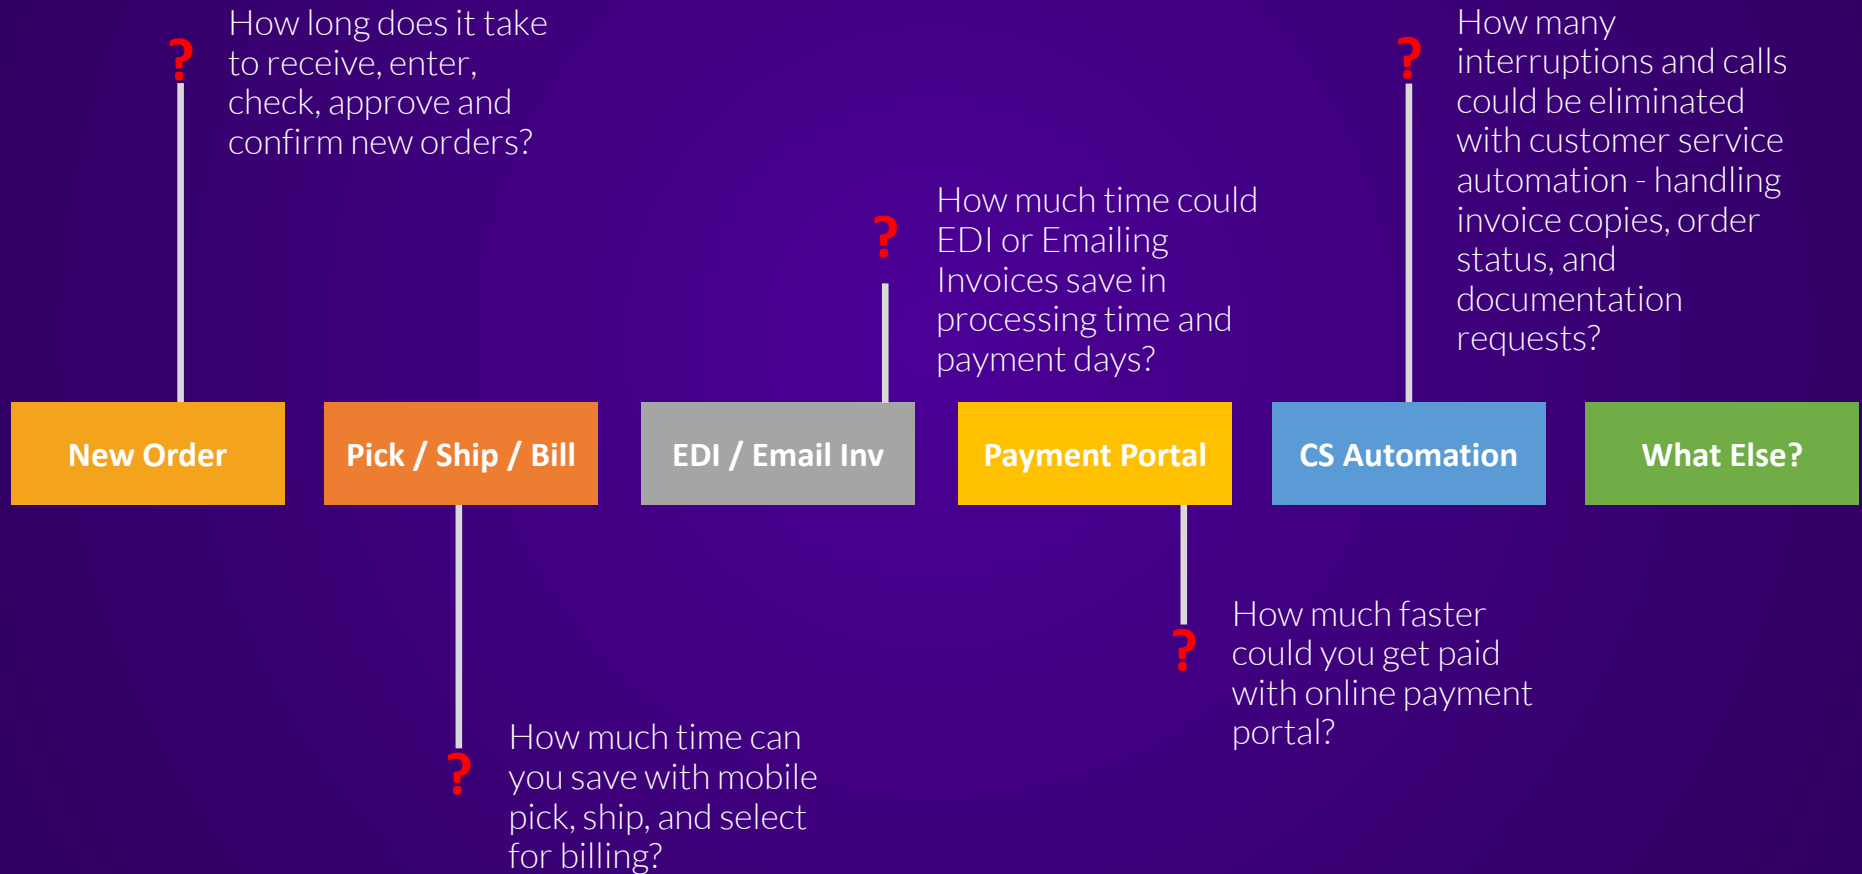 ?
How long does it take
to receive, enter,
check, approve and
confirm new orders?
?
How much time could
EDI or Emailing
Invoices save in
processing time and
payment days?
?
How many
interruptions and calls
could be eliminated
with customer service
automation - handling
invoice copies, order
status, and
documentation
requests?
New Order
Pick / Ship / Bill
EDI / Email Inv
Payment Portal
CS Automation
What Else?
?
How much time can
you save with mobile
pick, ship, and select
for billing?
?
How much faster
could you get paid
with online payment
portal?